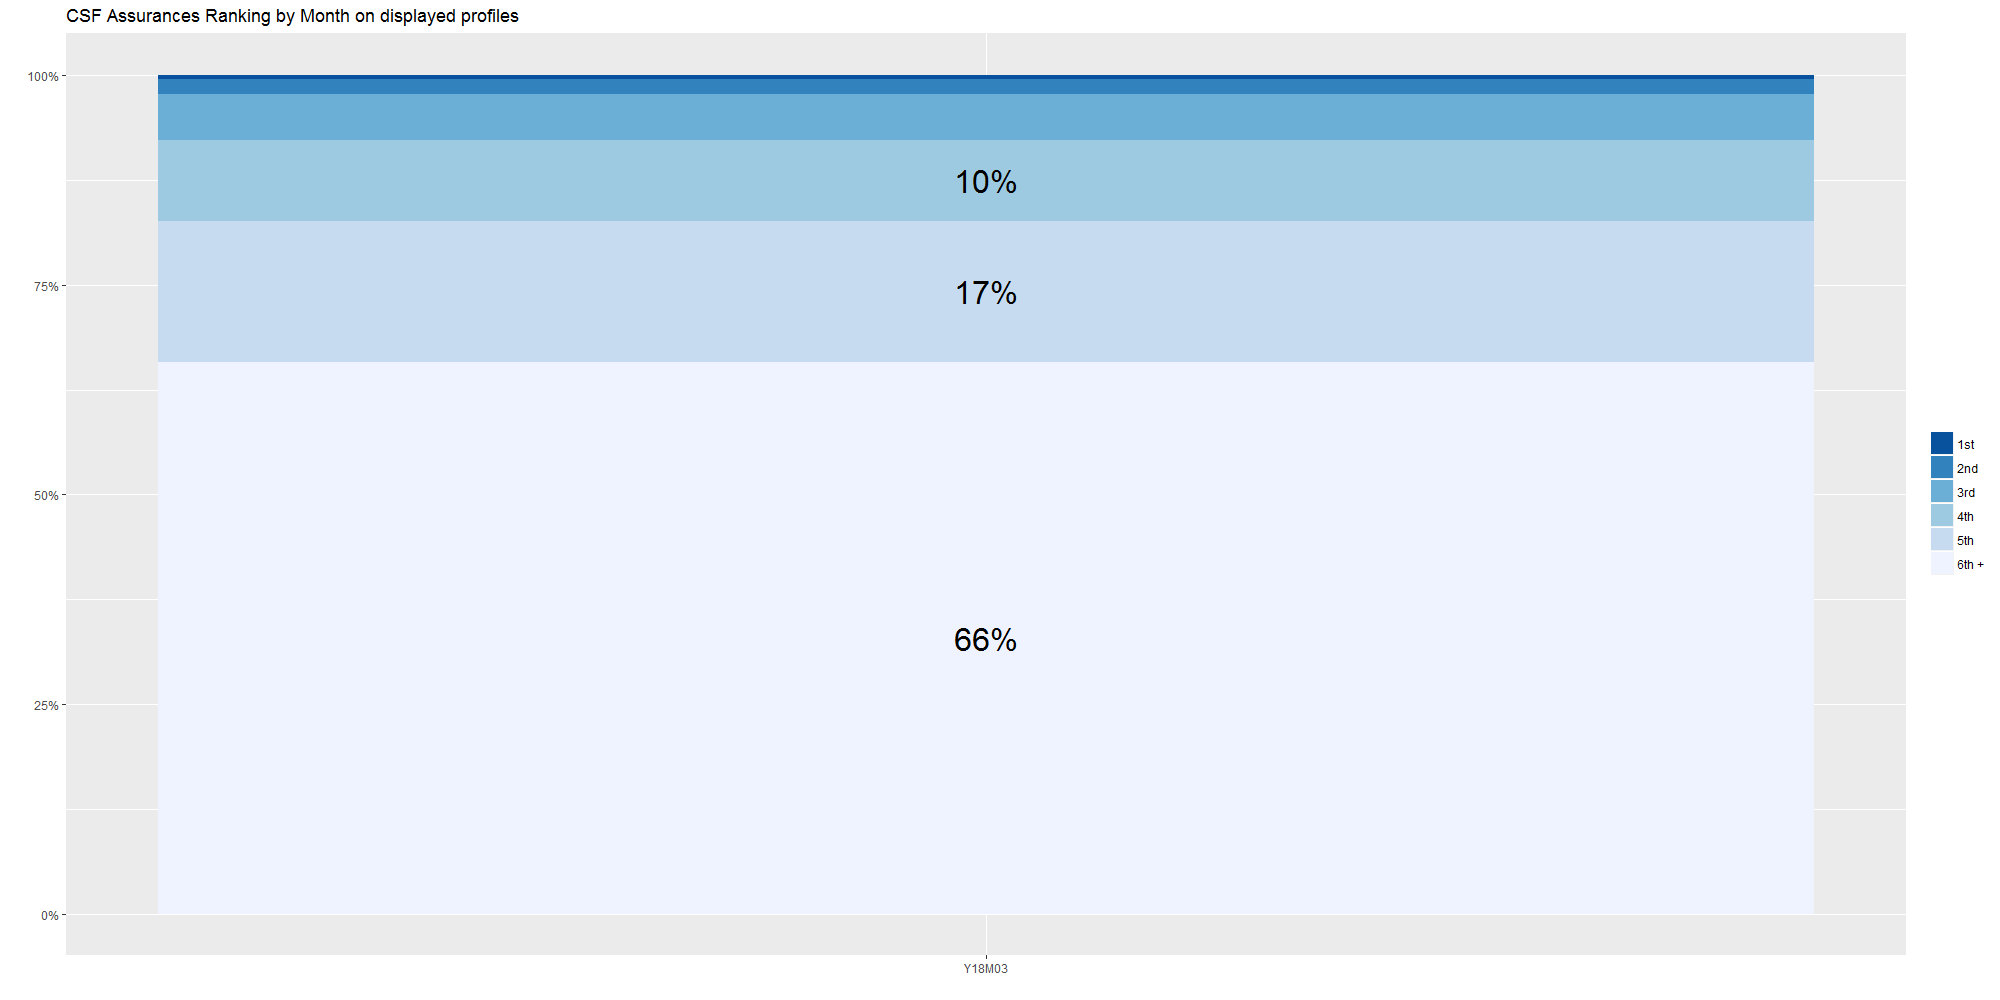 CSF Assurances Ranking by Month on displayed profiles
100%
75%
50%
25%
0%
10%
17%
66%
Y18M03
1st
2nd
3rd
4th
5th
6th +